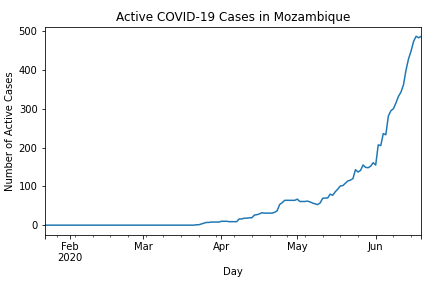 Active COVID-19 Cases in Mozambique
Number of Active Cases
500
400
300
200
100
0
Feb Mar Apr May Jun
2020
Day